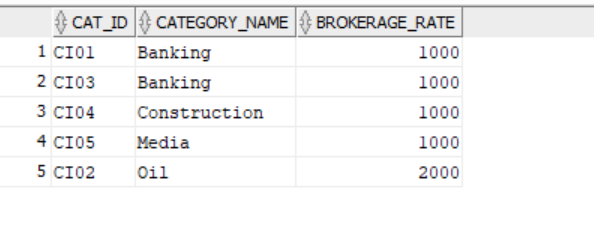 CAT_ID CATEGORY_NAME BROKERAGE_RATE
1 CI01 Banking 1000
2 CI03 Banking 1000
3 CI04 Construction 1000
4 CI05 Media 1000
5 CI02 Oil 2000